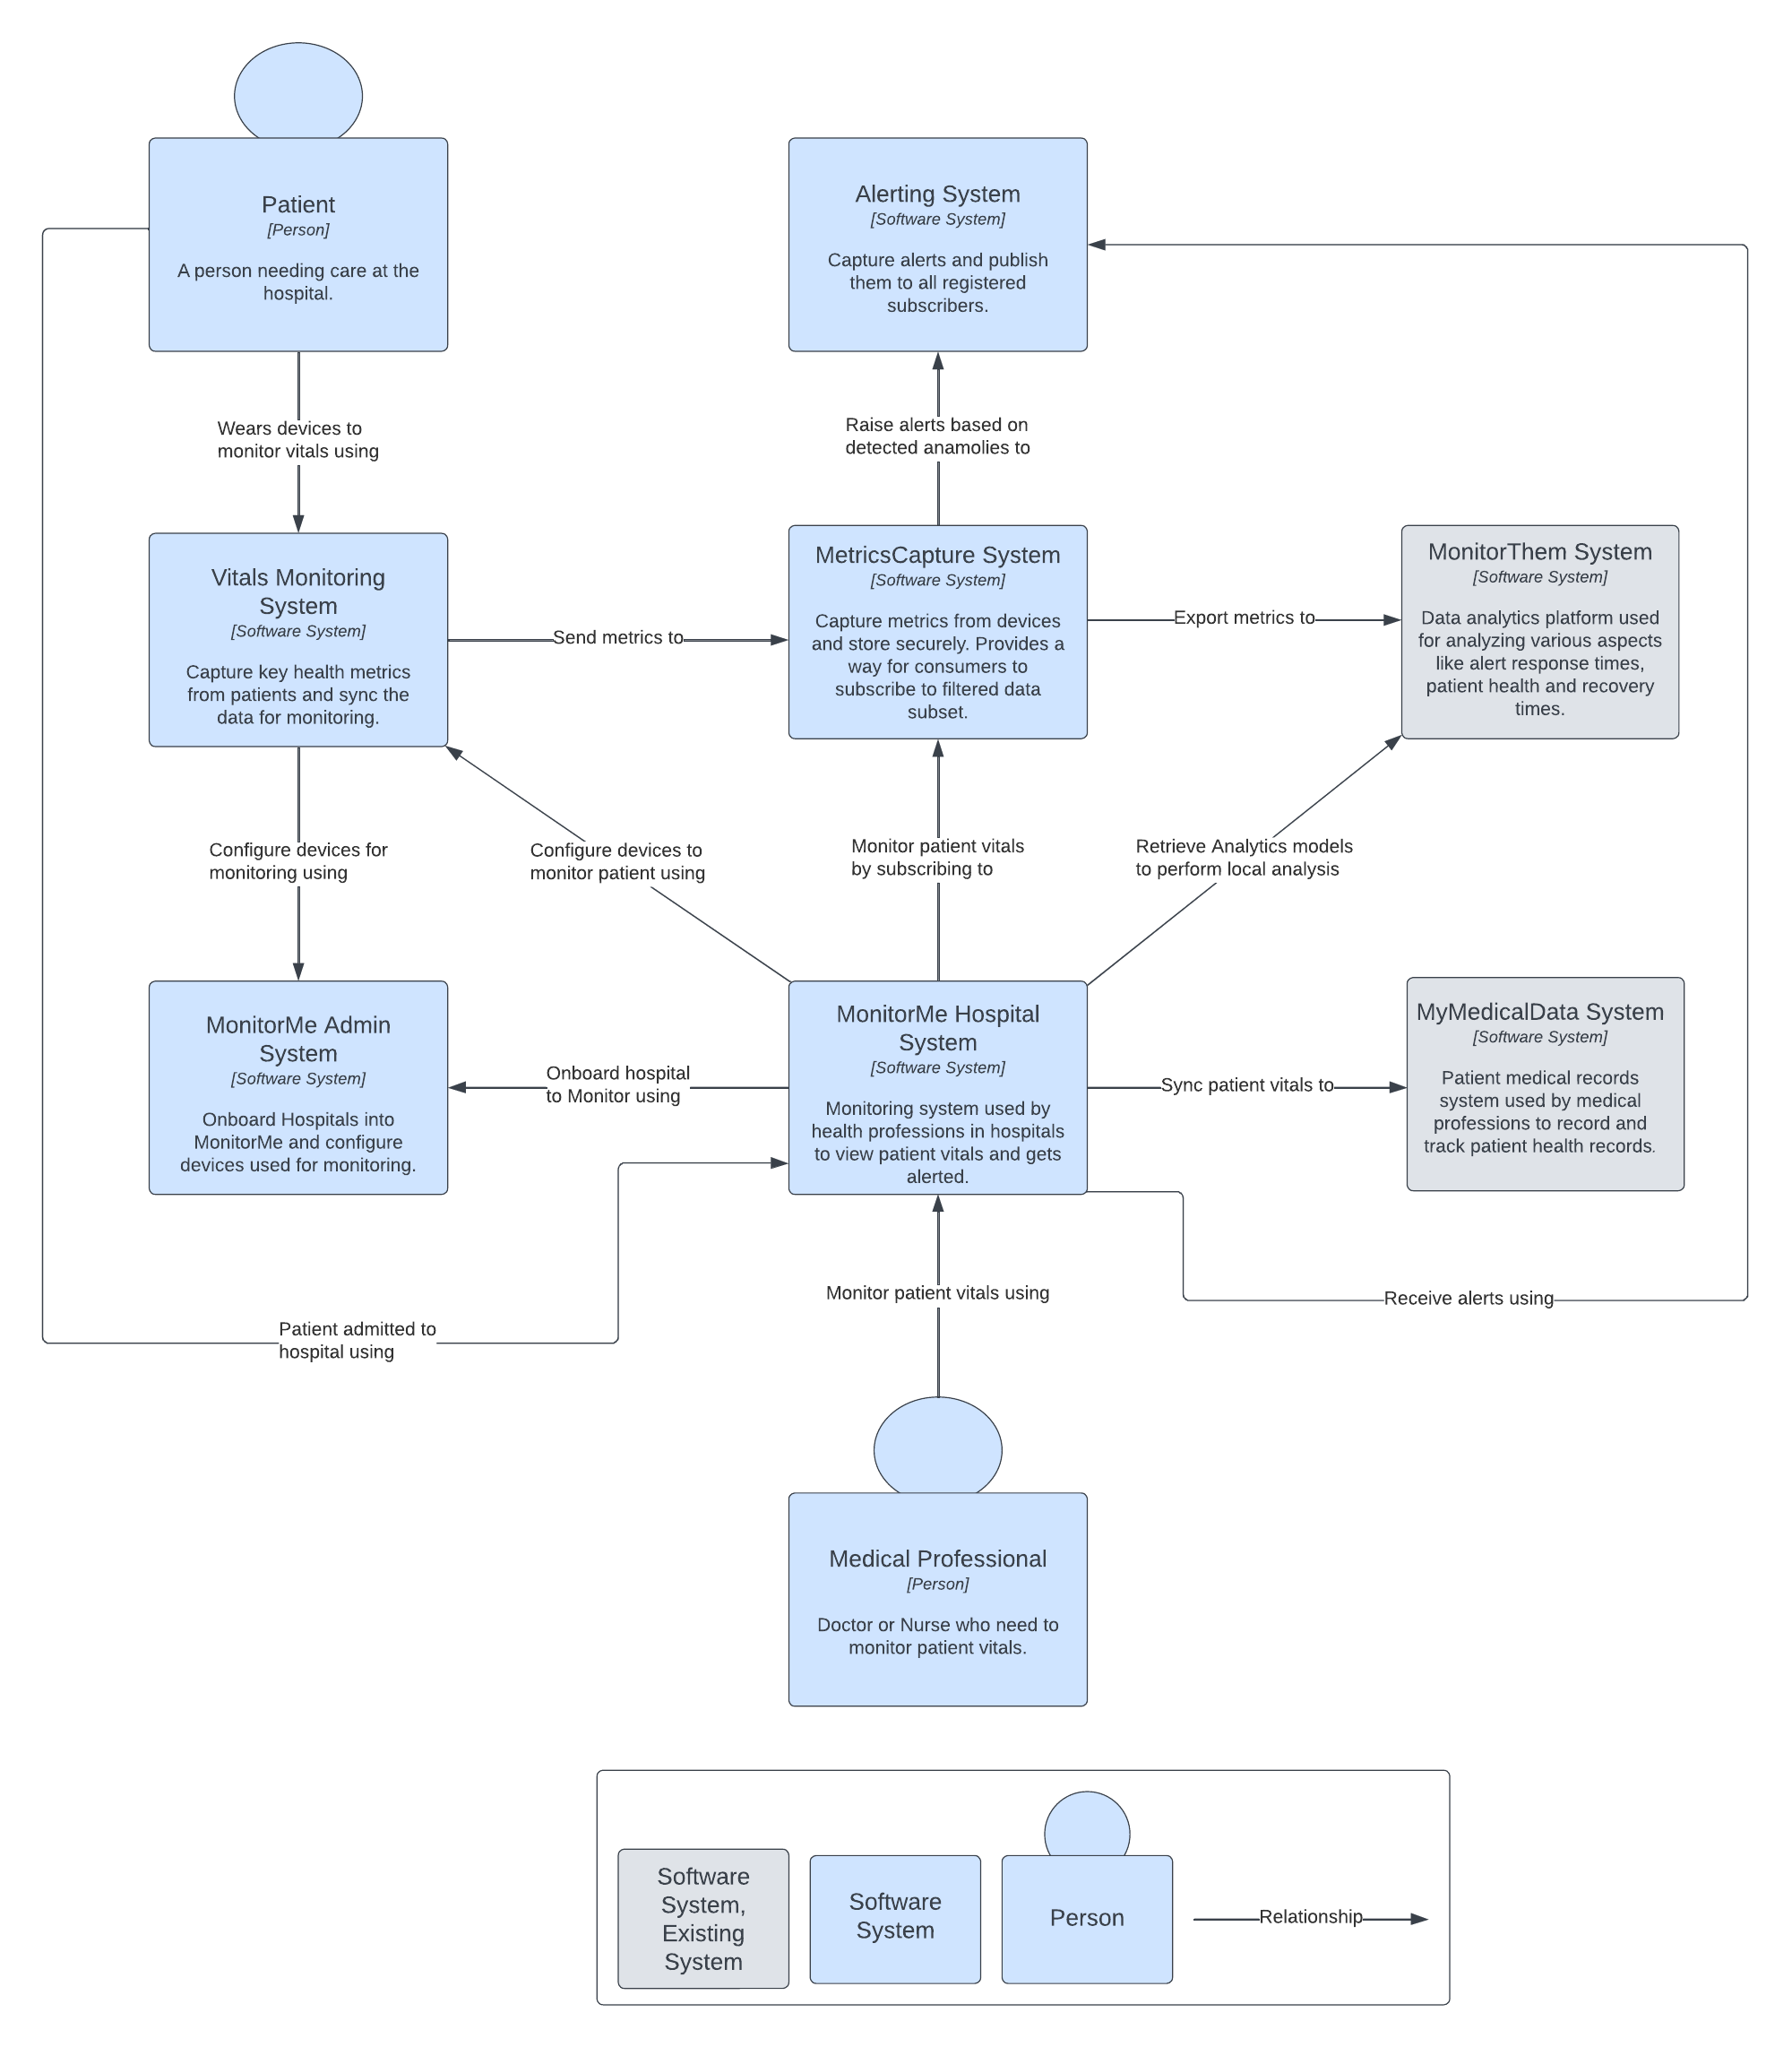 Patient
[Person]
A person needing care at the
hospital.
Alerting System
[Software System]
Capture alerts and publish
them to all registered
subscribers.
Wears devices to
monitor vitals using
Raise alerts based on
detected anamolies to
Vitals Monitoring
System
[Software System]
Capture key health metrics
from patients and sync the
data for monitoring.
Send metrics to
MetricsCapture System
[Software System]
Capture metrics from devices
and store securely. Provides a
way for consumers to
subscribe to filtered data
subset.
Export metrics to
MonitorThem System
[Software System]
Data analytics platform used
for analyzing various aspects
like alert response times,
patient health and recovery
times.
Configure devices for
monitoring using
Configure devices to
monitor patient using
Monitor patient vitals
by subscribing to
Retrieve Analytics models
to perform local analysis
MonitorMe Admin
System
[Software System]
Onboard Hospitals into
MonitorMe and configure
devices used for monitoring.
Onboard hospital
to Monitor using
MonitorMe Hospital
System
[Software System]
Monitoring system used by
health professions in hospitals
to view patient vitals and gets
alerted.
Sync patient vitals to
MyMedicalData System
[Software System]
Patient medical records
system used by medical
professions to record and
track patient health records.
Monitor patient vitals using
Receive alerts using
Patient admitted to
hospital using
Medical Professional
[Person]
Doctor or Nurse who need to
monitor patient vitals.
Software
System,
Existing
System
Software
System
Person
Relationship